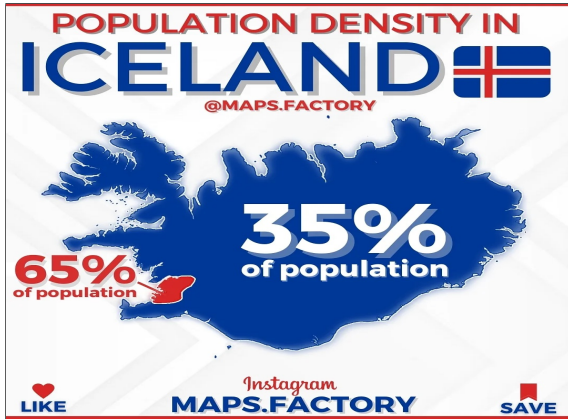 POPULATION DENSITY IN
ICELAND
@MAPS.FACTORY
35%
of population
65%
of population
Instagram
MAPS.FACTORY
LIKE
SAVE